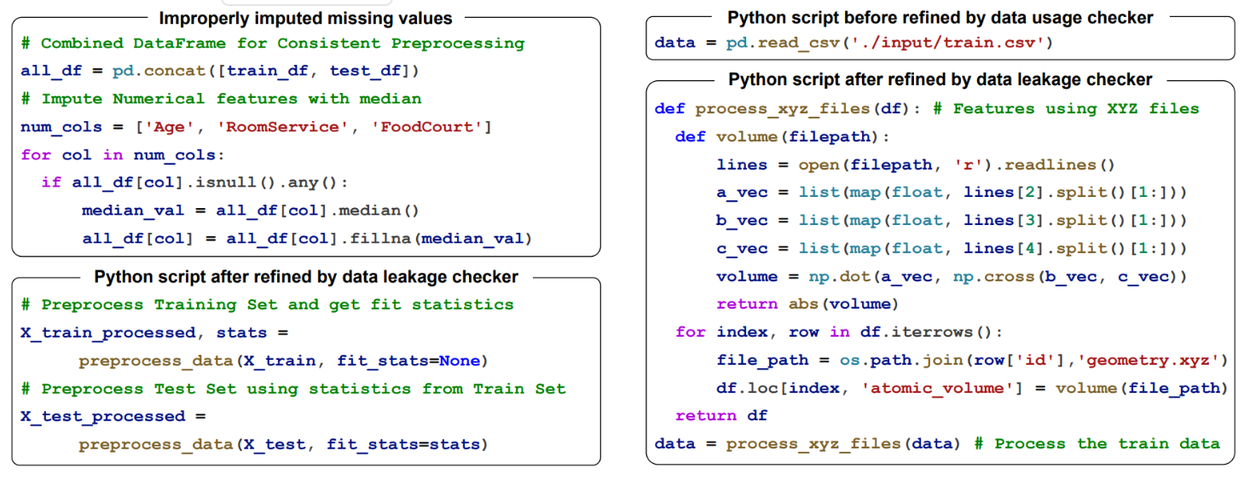 Improperly imputed missing values
# Combined DataFrame for Consistent Preprocessing
all_df = pd.concat([train_df, test_df])
# Impute Numerical features with median
num_cols = ['Age', 'RoomService', 'FoodCourt']
for col in num_cols:
  if all_df[col].isnull().any():
      median_val = all_df[col].median()
      all_df[col] = all_df[col].fillna(median_val)
Python script after refined by data leakage checker
# Preprocess Training Set and get fit statistics
X_train_processed, stats =
      preprocess_data(X_train, fit_stats=None)
# Preprocess Test Set using statistics from Train Set
X_test_processed =
      preprocess_data(X_test, fit_stats=stats)
Python script before refined by data usage checker
data = pd.read_csv('./input/train.csv')
Python script after refined by data leakage checker
def process_xyz_files(df): # Features using XYZ files
  def volume(filepath):
      lines = open(filepath, 'r').readlines()
      a_vec = list(map(float, lines[2].split()[1:]))
      b_vec = list(map(float, lines[3].split()[1:]))
      c_vec = list(map(float, lines[4].split()[1:]))
      volume = np.dot(a_vec, np.cross(b_vec, c_vec))
      return abs(volume)
  for index, row in df.iterrows():
      file_path = os.path.join(row['id'],'geometry.xyz')
      df.loc[index, 'atomic_volume'] = volume(file_path)
  return df
data = process_xyz_files(data) # Process the train data